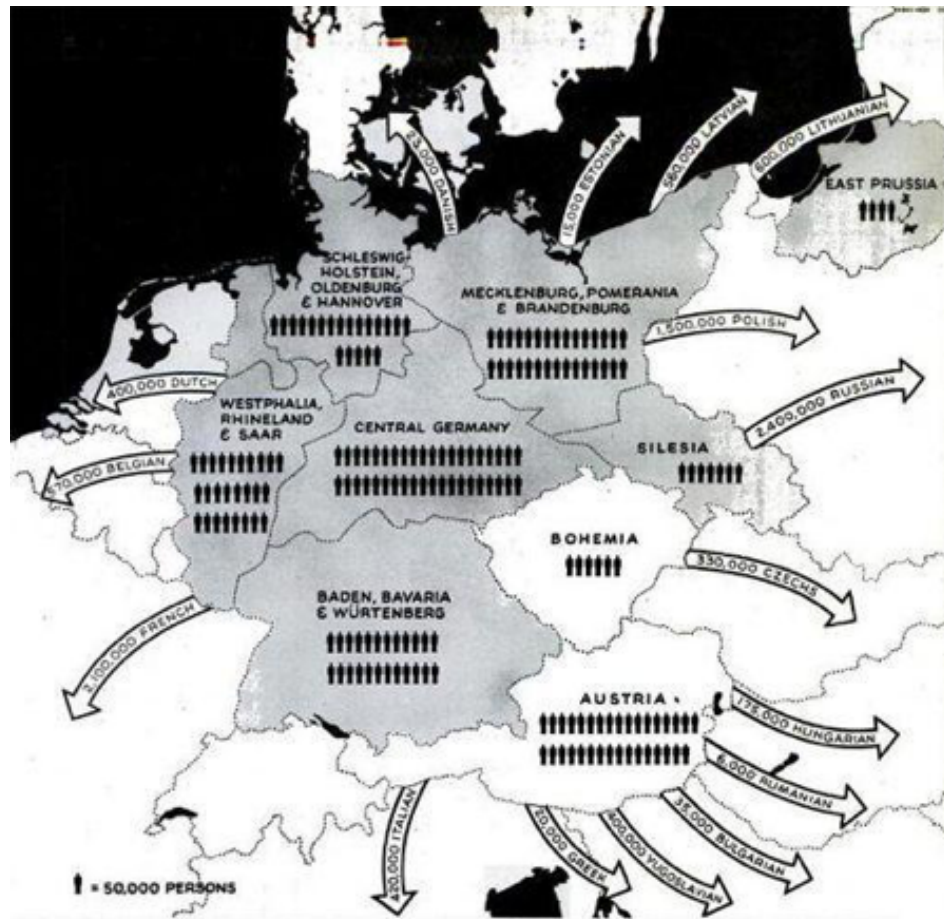 23,000 DANISH
15,000 ESTONIAN
560,000 LATVIAN
600,000 LITHUANIAN
EAST PRUSSIA
SCHLESWIG-
HOLSTEIN,
OLDENBURG
& HANNOVER
MECKLENBURG, POMERANIA
& BRANDENBURG
1,500,000 POLISH
400,000 DUTCH
2,400,000 RUSSIAN
WESTPHALIA,
RHINELAND
& SAAR
CENTRAL GERMANY
SILESIA
BELGIAN
BOHEMIA
330,000 CZECHS
BADEN, BAVARIA
& WÜRTENBERG
2,100,000 FRENCH
AUSTRIA
175,000 HUNGARIAN
6,000 RUMANIAN
35,000 BULGARIAN
400,000 YUGOSLAVIAN
20,000 GREEK
420,000 ITALIAN
= 50,000 PERSONS